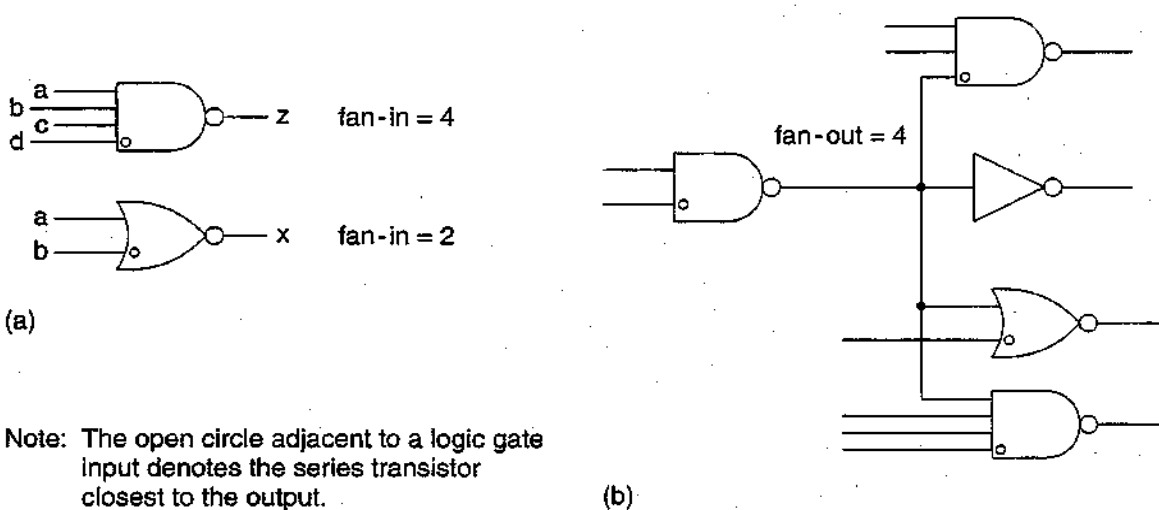 a
b
c
d
z
fan-in = 4
a
b
x
fan-in = 2
(a)
Note: The open circle adjacent to a logic gate
input denotes the series transistor
closest to the output.
fan-out = 4
(b)